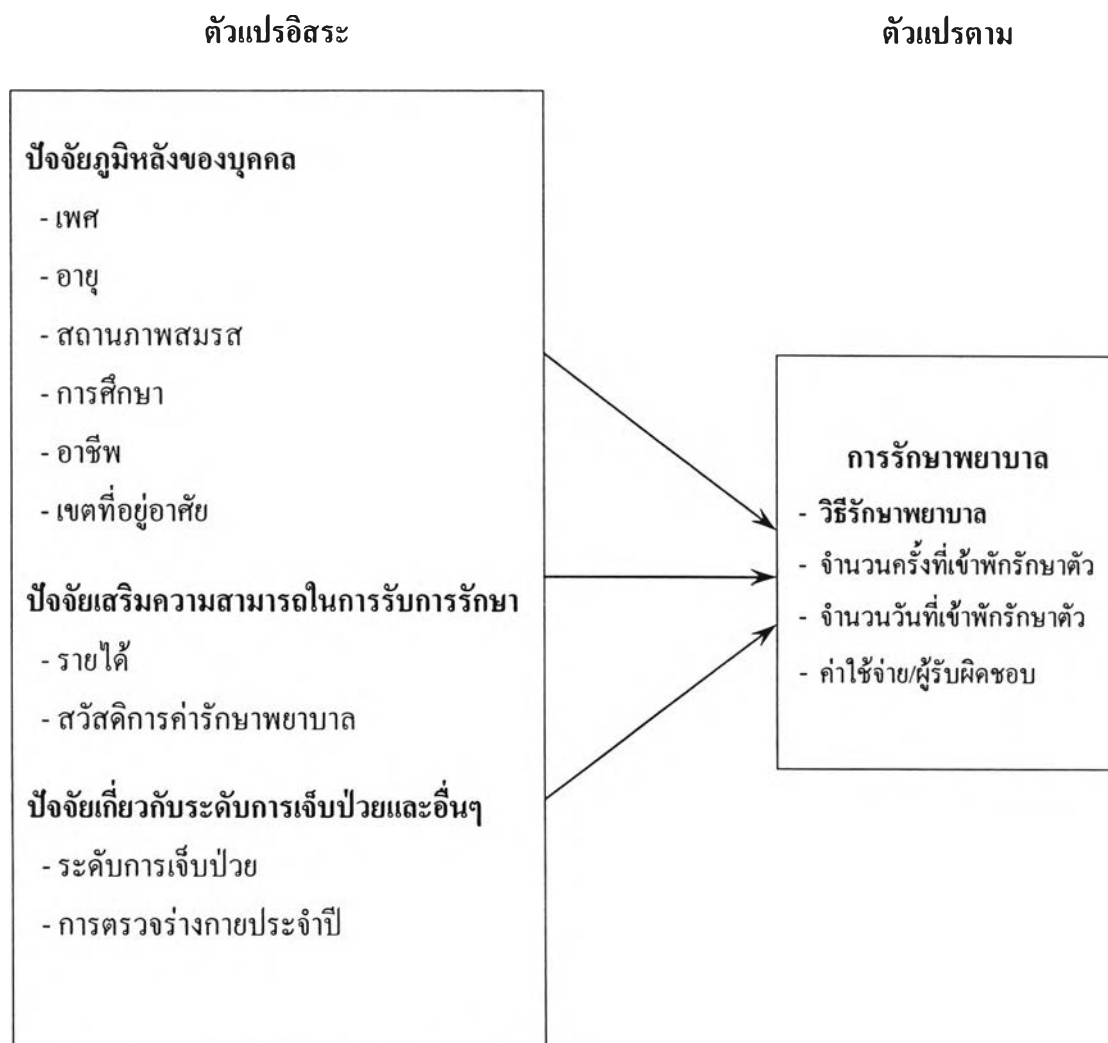 ตัวแปรอิสระ
ตัวแปรตาม
ปัจจัยภูมิหลังของบุคคล
- เพศ
- อายุ
- สถานภาพสมรส
- การศึกษา
- อาชีพ
- เขตที่อยู่อาศัย
ปัจจัยเสริมความสามารถในการรับการรักษา
- รายได้
- สวัสดิการค่ารักษาพยาบาล
ปัจจัยเกี่ยวกับระดับการเจ็บป่วยและอื่นๆ
- ระดับการเจ็บป่วย
- การตรวจร่างกายประจำปี
การรักษาพยาบาล
- วิธีรักษาพยาบาล
- จำนวนครั้งที่เข้าพักรักษาตัว
- จำนวนวันที่เข้าพักรักษาตัว
- ค่าใช้จ่าย/ผู้รับผิดชอบ